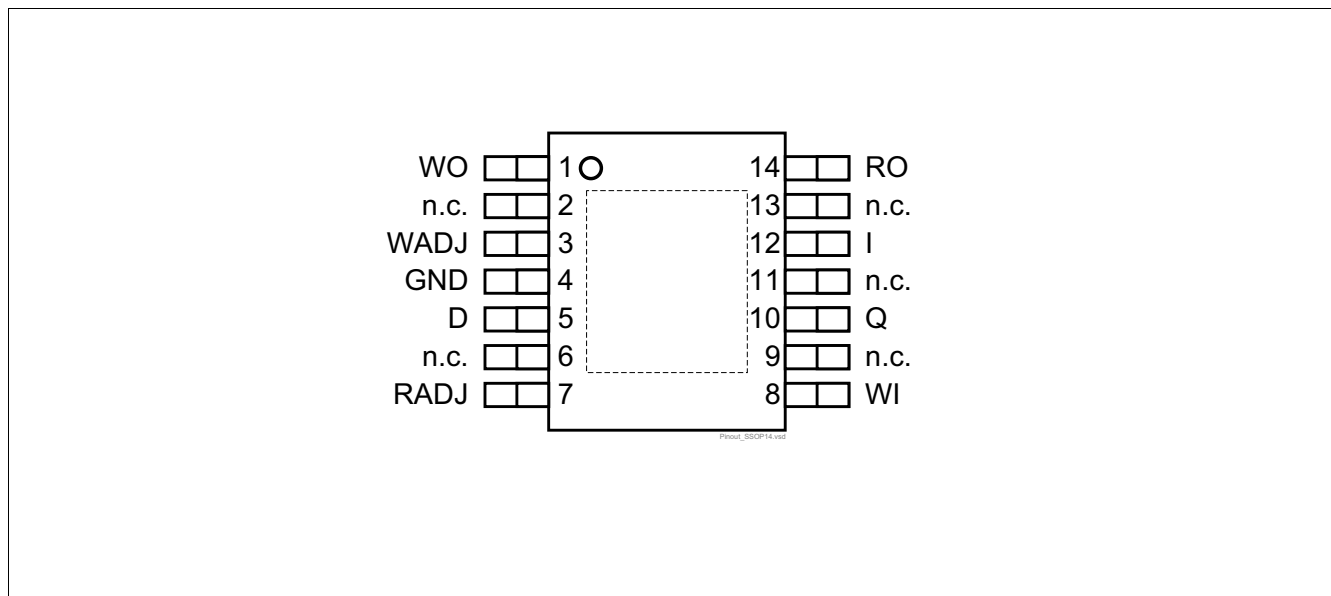 WO 1 14 RO
n.c. 2 13 n.c.
WADJ 3 12 I
GND 4 11 n.c.
D 5 10 Q
n.c. 6 9 n.c.
RADJ 7 8 WI
Pinout_SSOP14.vsd